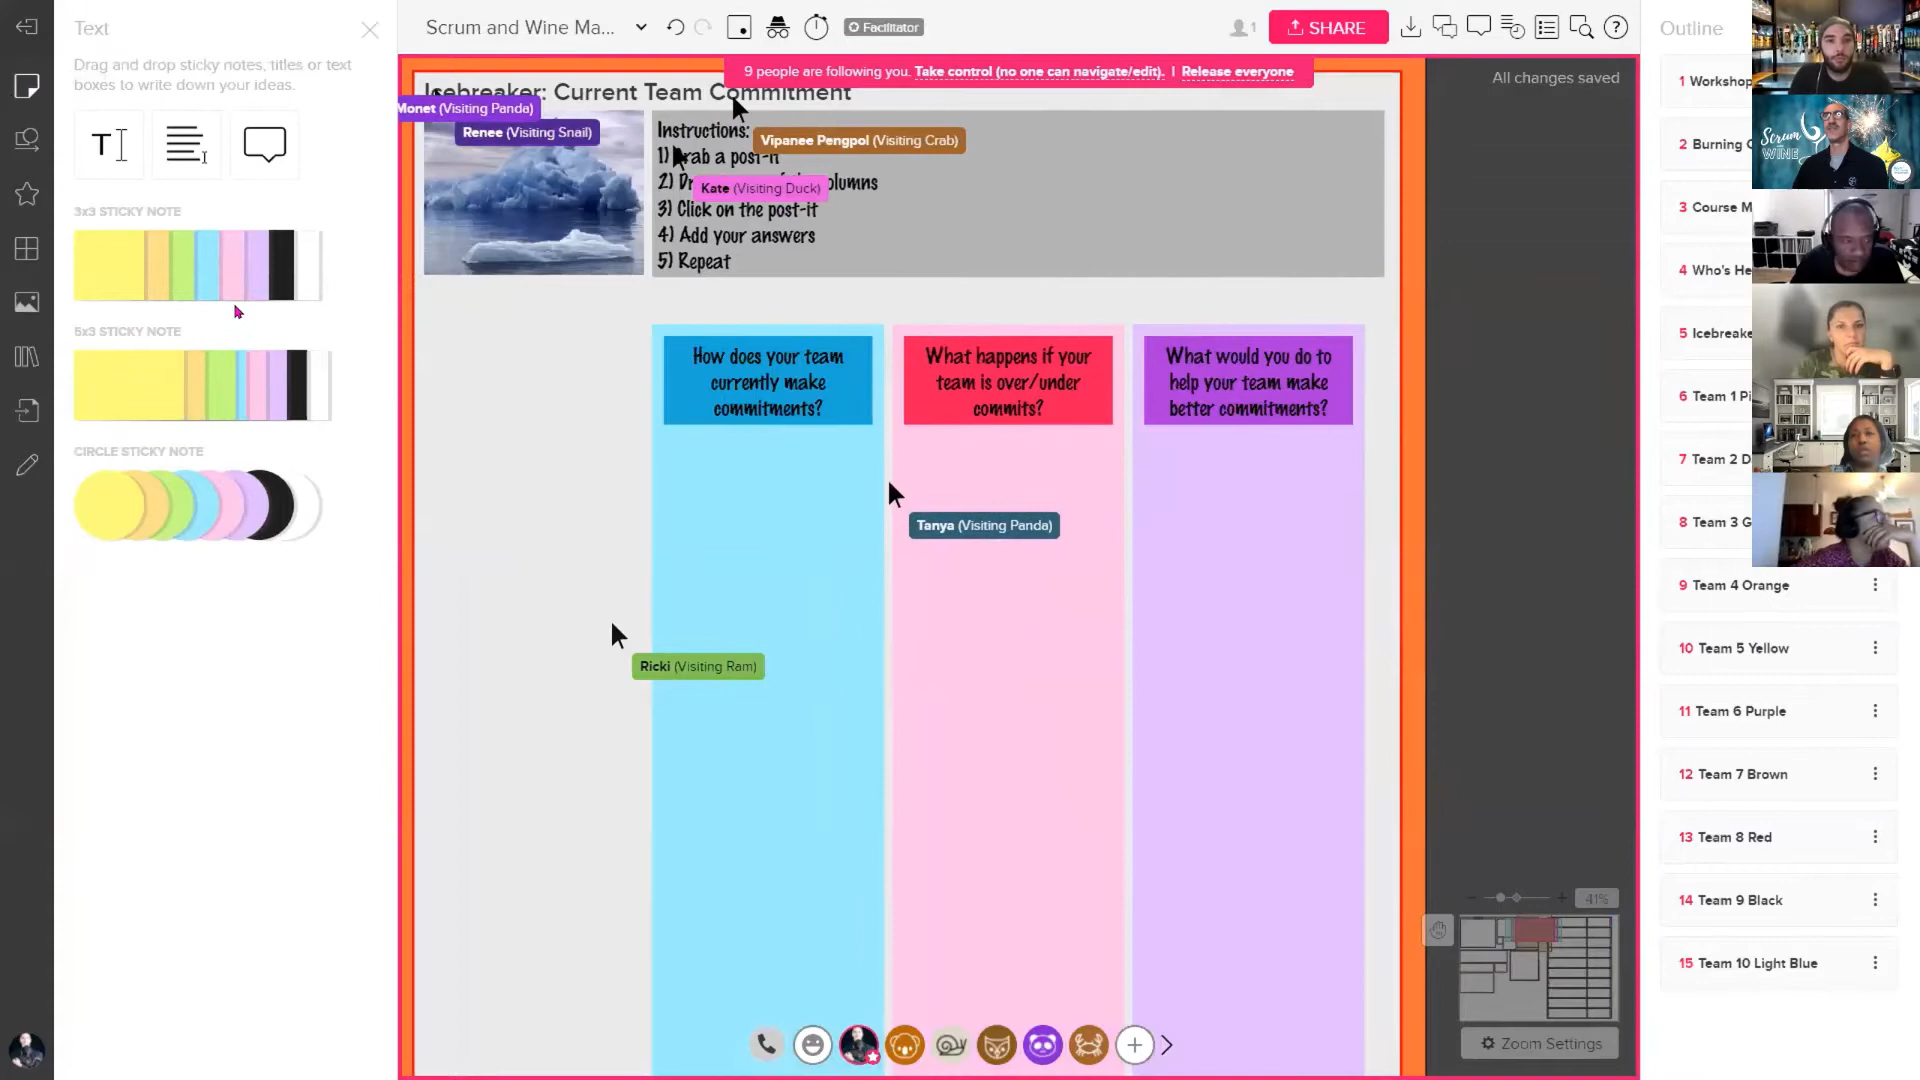 Text
Drag and drop sticky notes, titles or text
boxes to write down your ideas.
T
3x3 STICKY NOTE
5x3 STICKY NOTE
CIRCLE STICKY NOTE
Scrum and Wine Ma...
Facilitator
1
SHARE
?
9 people are following you. Take control (no one can navigate/edit). | Release everyone
All changes saved
Icebreaker: Current Team Commitment
Monet (Visiting Panda)
Renee (Visiting Snail)
Vipanee Pengpol (Visiting Crab)
Kate (Visiting Duck)
Instructions:
1) Grab a post-it
2) Dr olumns
3) Click on the post-it
4) Add your answers
5) Repeat
How does your team
currently make
commitments?
What happens if your
team is over/under
commits?
What would you do to
help your team make
better commitments?
Tanya (Visiting Panda)
Ricki (Visiting Ram)
41%
Zoom Settings
Outline
1 Workshop
2 Burning
3 Course M
4 Who's He
5 Icebreake
6 Team 1 Pi
7 Team 2 D
8 Team 3 G
9 Team 4 Orange
10 Team 5 Yellow
11 Team 6 Purple
12 Team 7 Brown
13 Team 8 Red
14 Team 9 Black
15 Team 10 Light Blue
Scrum
WINE